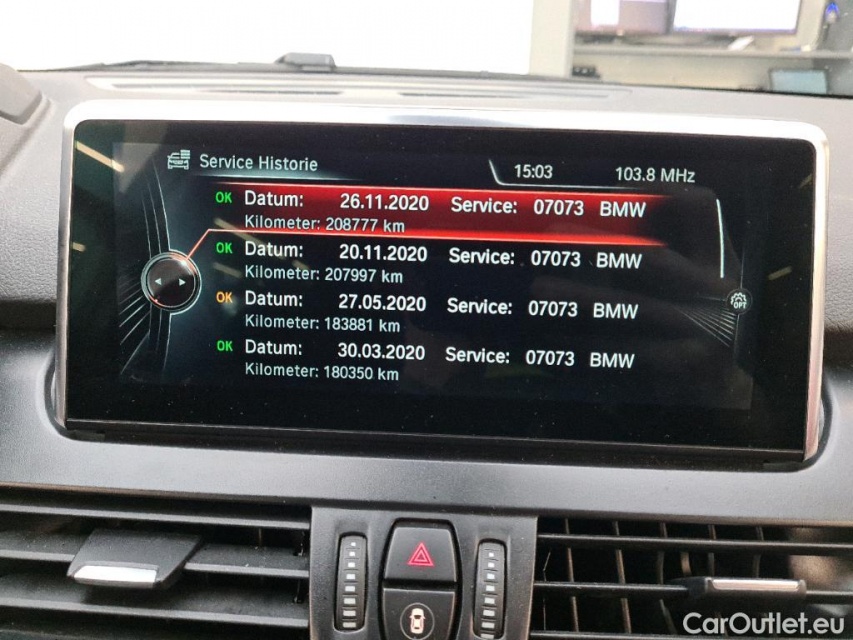 Service Historie 15:03 103.8 MHz
OK Datum: 26.11.2020 Service: 07073 BMW
Kilometer: 208777 km
OK Datum: 20.11.2020 Service: 07073 BMW
Kilometer: 207997 km
OK Datum: 27.05.2020 Service: 07073 BMW
Kilometer: 183881 km
OK Datum: 30.03.2020 Service: 07073 BMW
Kilometer: 180350 km
OPT
CarOutlet.eu